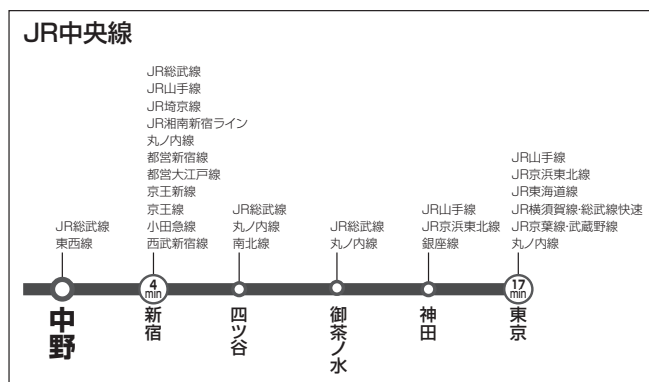 JR中央線
JR総武線
東西線
JR総武線
JR山手線
JR埼京線
JR湘南新宿ライン
丸ノ内線
都営新宿線
都営大江戸線
京王新線
京王線
小田急線
西武新宿線
JR総武線
丸ノ内線
南北線
JR総武線
丸ノ内線
JR山手線
JR京浜東北線
銀座線
JR山手線
JR京浜東北線
JR東海道線
JR横須賀線・総武線快速
JR京葉線・武蔵野線
丸ノ内線
4
min
17
min
中野
新宿
四ツ谷
御茶ノ水
神田
東京